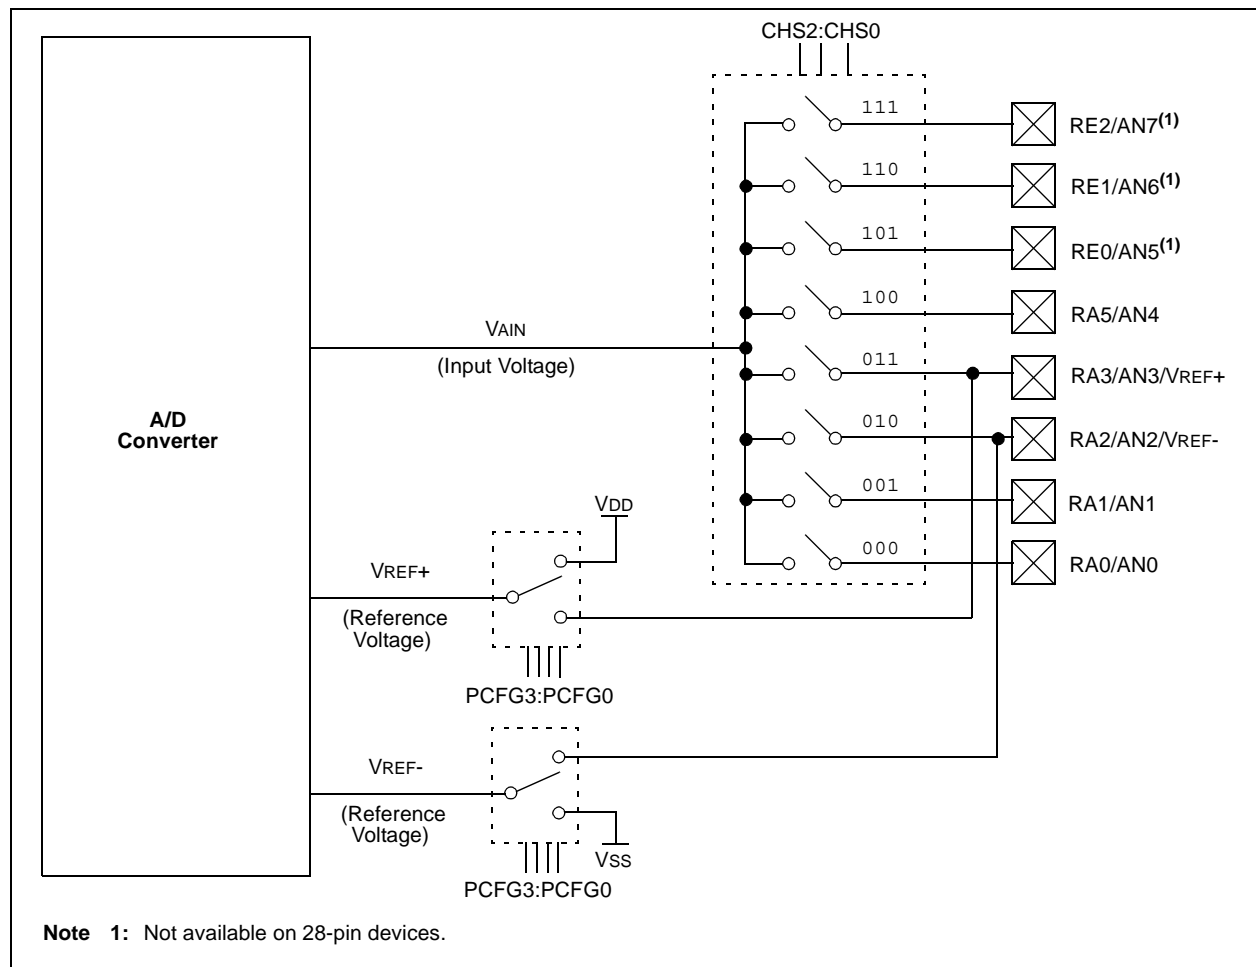 CHS2:CHS0
111
RE2/AN7(1)
110
RE1/AN6(1)
101
RE0/AN5(1)
100
RA5/AN4
VAIN
(Input Voltage)
011
RA3/AN3/VREF+
A/D
Converter
010
RA2/AN2/VREF-
001
RA1/AN1
VDD
000
RA0/AN0
VREF+
(Reference
Voltage)
PCFG3:PCFG0
VREF-
(Reference
Voltage)
VSS
PCFG3:PCFG0
Note 1: Not available on 28-pin devices.